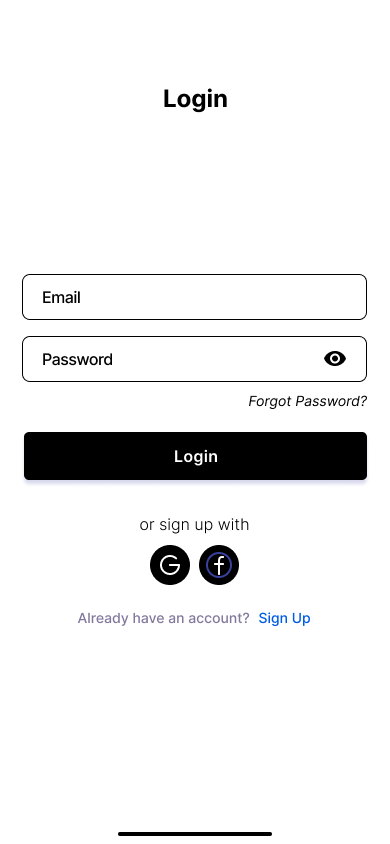 Login
Email
Password
Forgot Password?
Login
or sign up with
G f
Already have an account? Sign Up